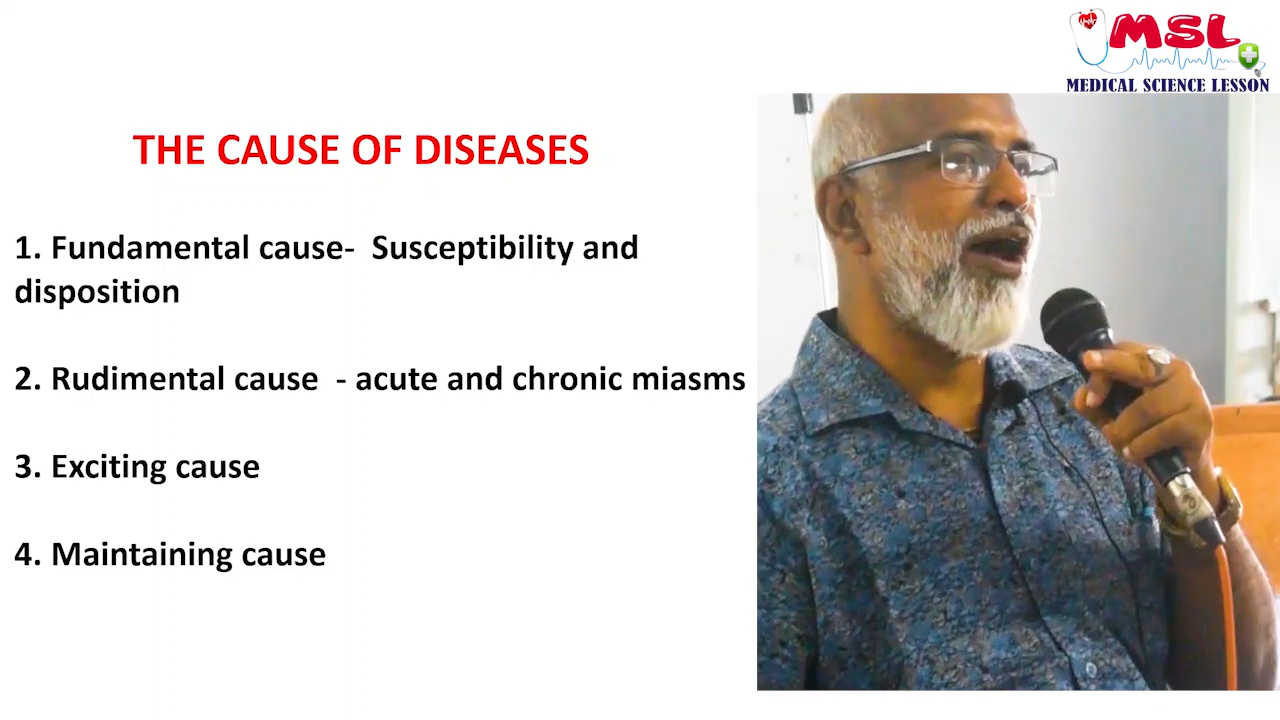 MSL
MEDICAL SCIENCE LESSON
THE CAUSE OF DISEASES
1. Fundamental cause-  Susceptibility and
disposition
2. Rudimental cause  - acute and chronic miasms
3. Exciting cause
4. Maintaining cause